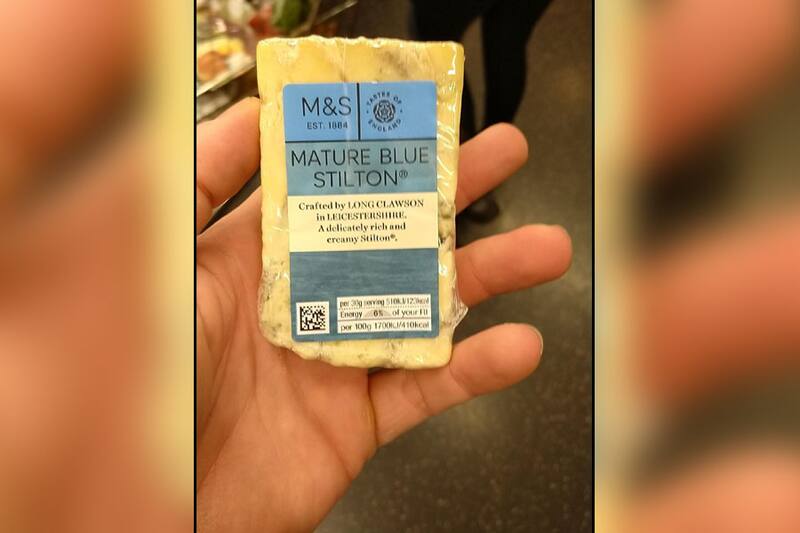 M&S
EST. 1884
TASTES OF
ENGLAND
MATURE BLUE
STILTON®
Crafted by LONG CLAWSON
in LEICESTERSHIRE.
A delicately rich and
creamy Stilton®.
per 30g serving 510kJ/123kcal
Energy 6% of your RI
per 100g 1700kJ/410kcal